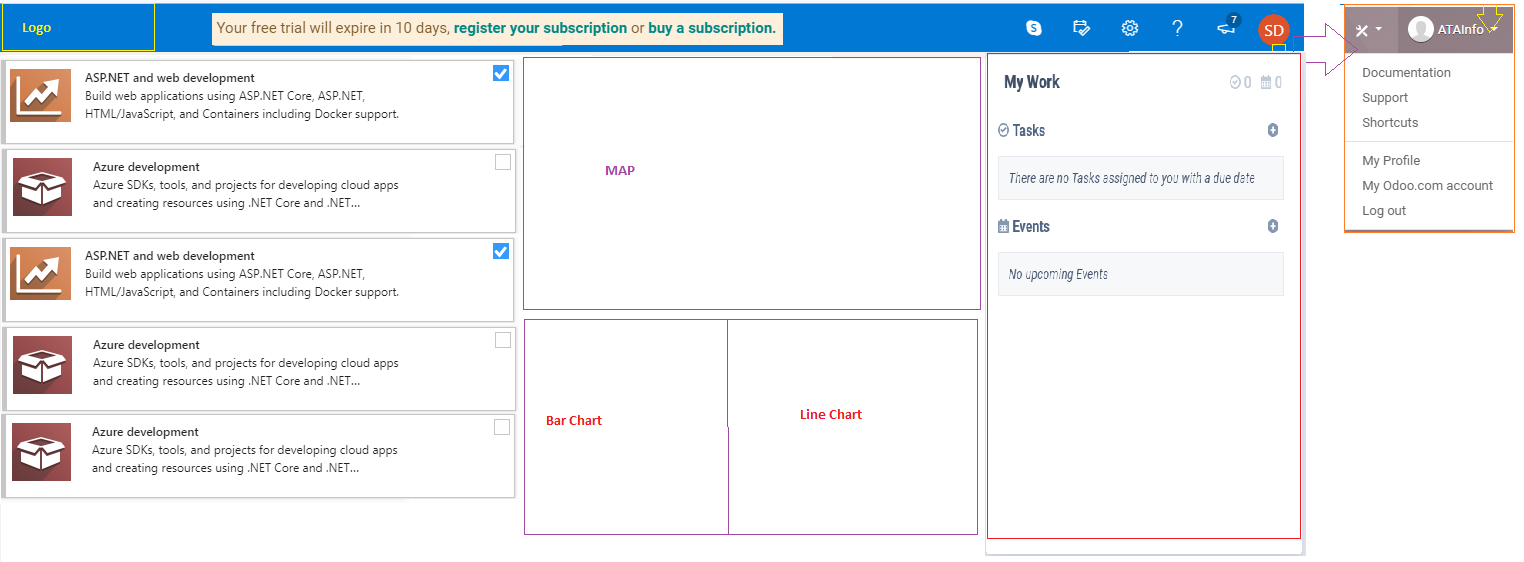 Logo
Your free trial will expire in 10 days, register your subscription or buy a subscription.
7
SD
ATAInfo
ASP.NET and web development
Build web applications using ASP.NET Core, ASP.NET,
HTML/JavaScript, and Containers including Docker support.
Azure development
Azure SDKs, tools, and projects for developing cloud apps
and creating resources using .NET Core and .NET...
ASP.NET and web development
Build web applications using ASP.NET Core, ASP.NET,
HTML/JavaScript, and Containers including Docker support.
Azure development
Azure SDKs, tools, and projects for developing cloud apps
and creating resources using .NET Core and .NET...
Azure development
Azure SDKs, tools, and projects for developing cloud apps
and creating resources using .NET Core and .NET...
MAP
Bar Chart
Line Chart
My Work
0 0
Tasks
There are no Tasks assigned to you with a due date
Events
No upcoming Events
Documentation
Support
Shortcuts
My Profile
My Odoo.com account
Log out